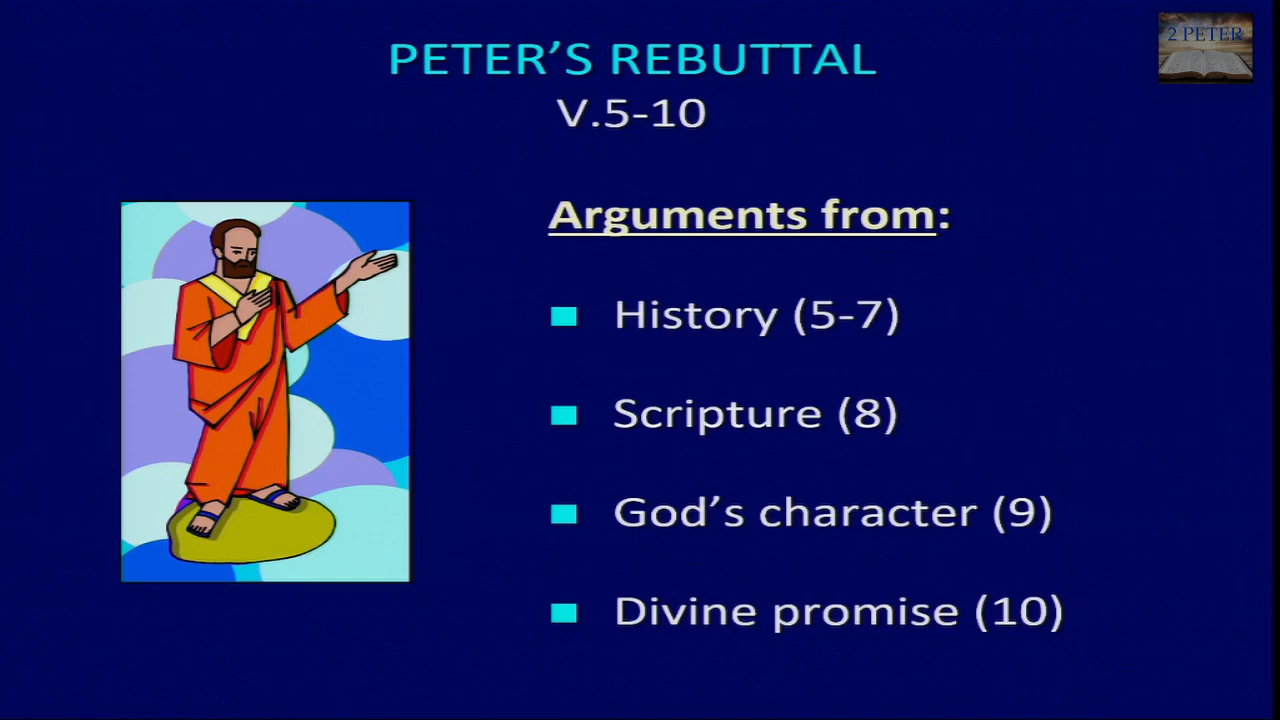 PETER’S REBUTTAL
V.5-10
2 PETER
Arguments from:
History (5-7)
Scripture (8)
God’s character (9)
Divine promise (10)